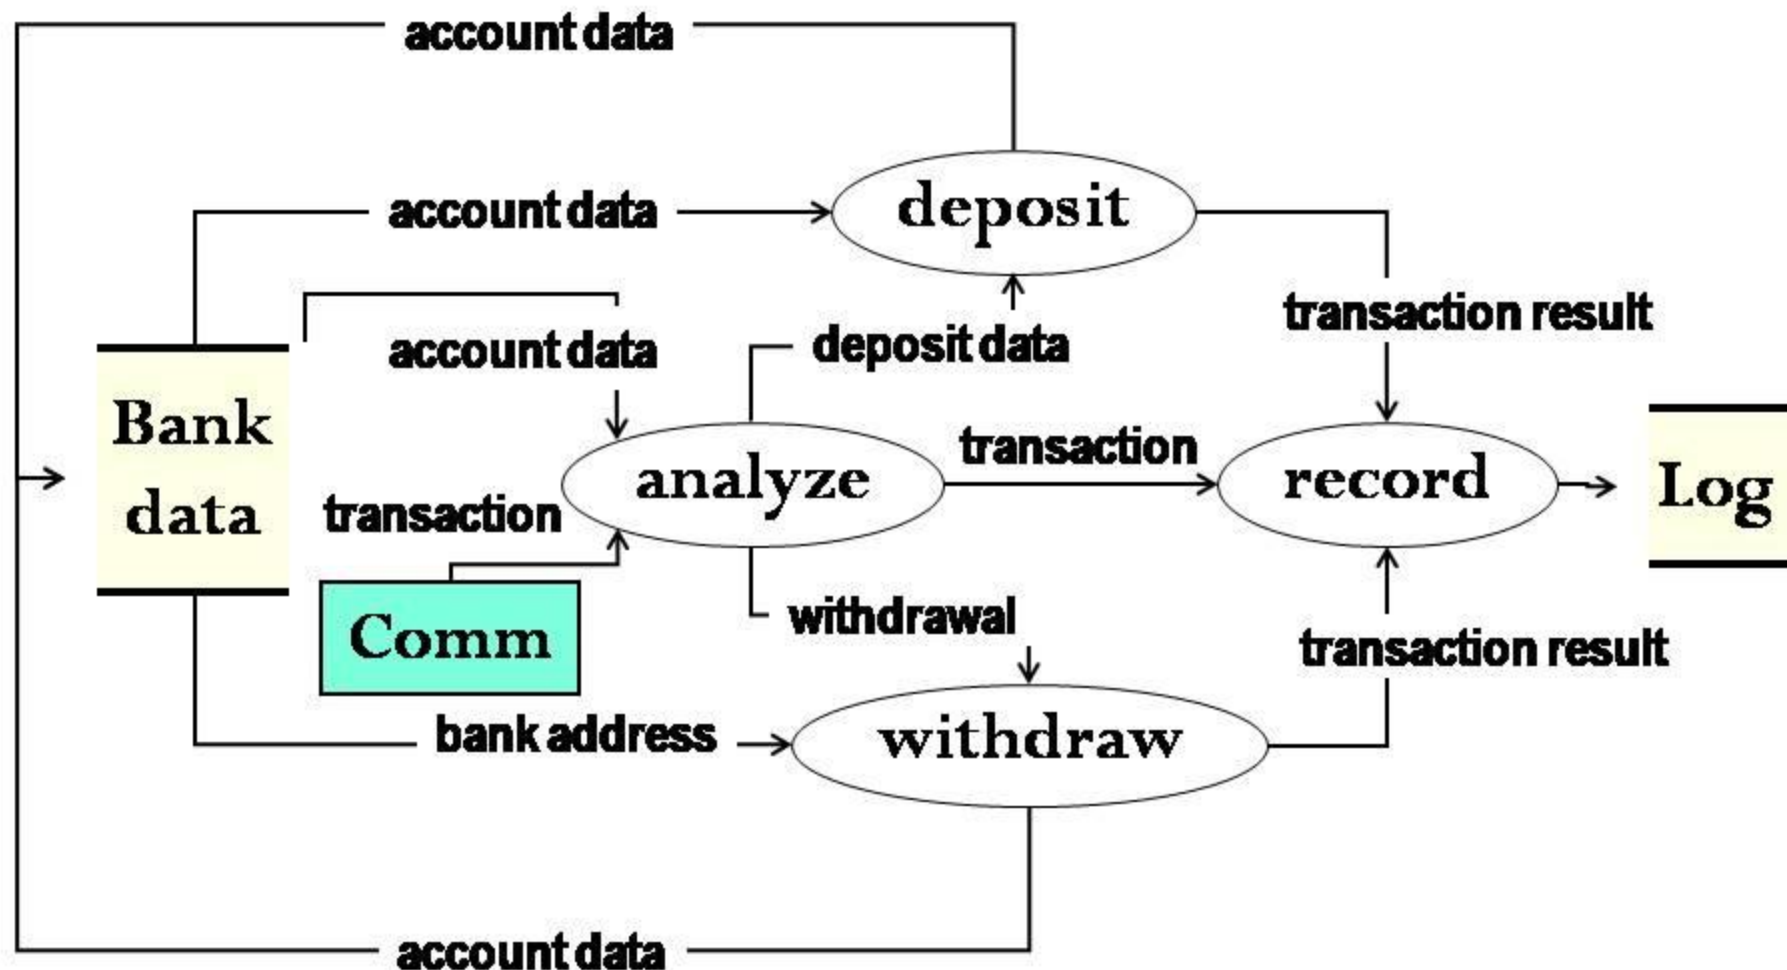 account data
account data
deposit
transaction result
account data
deposit data
Bank
data
transaction
analyze
transaction
record
Log
Comm
withdrawal
transaction result
bank address
withdraw
account data